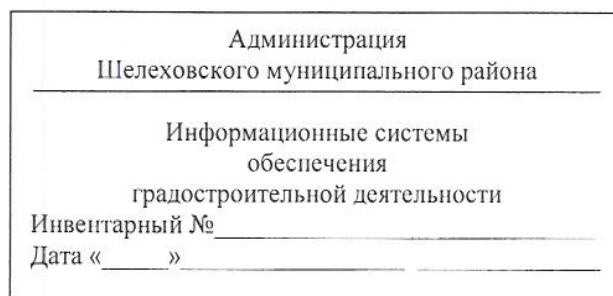 Администрация
Шелеховского муниципального района
Информационные системы
обеспечения
градостроительной деятельности
Инвентарный №
Дата « »